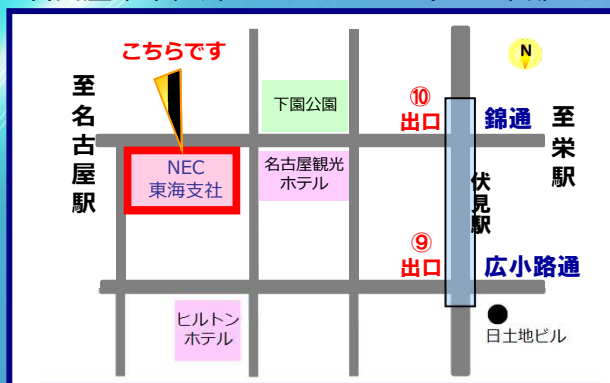 こちらです
N
至名古屋駅
下園公園
⑩
出口
錦通
至栄駅
NEC
東海支社
名古屋観光
ホテル
伏見駅
⑨
出口
広小路通
ヒルトン
ホテル
日土地ビル